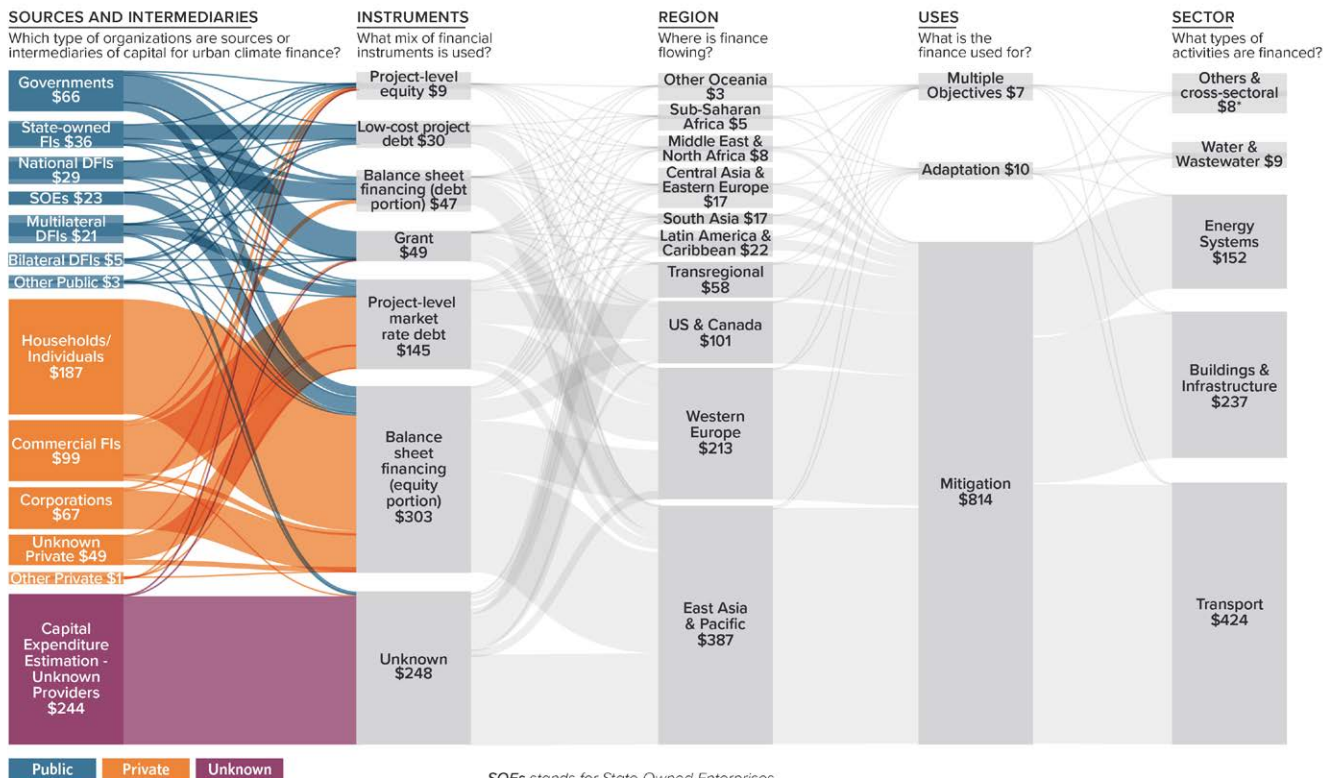 SOURCES AND INTERMEDIARIES
Which type of organizations are sources or
intermediaries of capital for urban climate finance?
Governments
$66
State-owned
FIs $36
National DFIs
$29
SOEs $23
Multilateral
DFIs $21
Bilateral DFIs $5
Other Public $3
Households/
Individuals
$187
Commercial FIs
$99
Corporations
$67
Unknown
Private $49
Other Private $1
Capital
Expenditure
Estimation -
Unknown
Providers
$244
INSTRUMENTS
What mix of financial
instruments is used?
Project-level
equity $9
Low-cost project
debt $30
Balance sheet
financing (debt
portion) $47
Grant
$49
Project-level
market
rate debt
$145
Balance
sheet
financing
(equity
portion)
$303
Unknown
$248
REGION
Where is finance
flowing?
Other Oceania
$3
Sub-Saharan
Africa $5
Middle East &
North Africa $8
Central Asia &
Eastern Europe
$17
South Asia $17
Latin America &
Caribbean $22
Transregional
$58
US & Canada
$101
Western
Europe
$213
East Asia
& Pacific
$387
USES
What is the
finance used for?
Multiple
Objectives $7
Adaptation $10
Mitigation
$814
SECTOR
What types of
activities are financed?
Others &
cross-sectoral
$8*
Water &
Wastewater $9
Energy
Systems
$152
Buildings &
Infrastructure
$237
Transport
$424
Public
Private
Unknown
SOEs stands for State Owned Enterprises